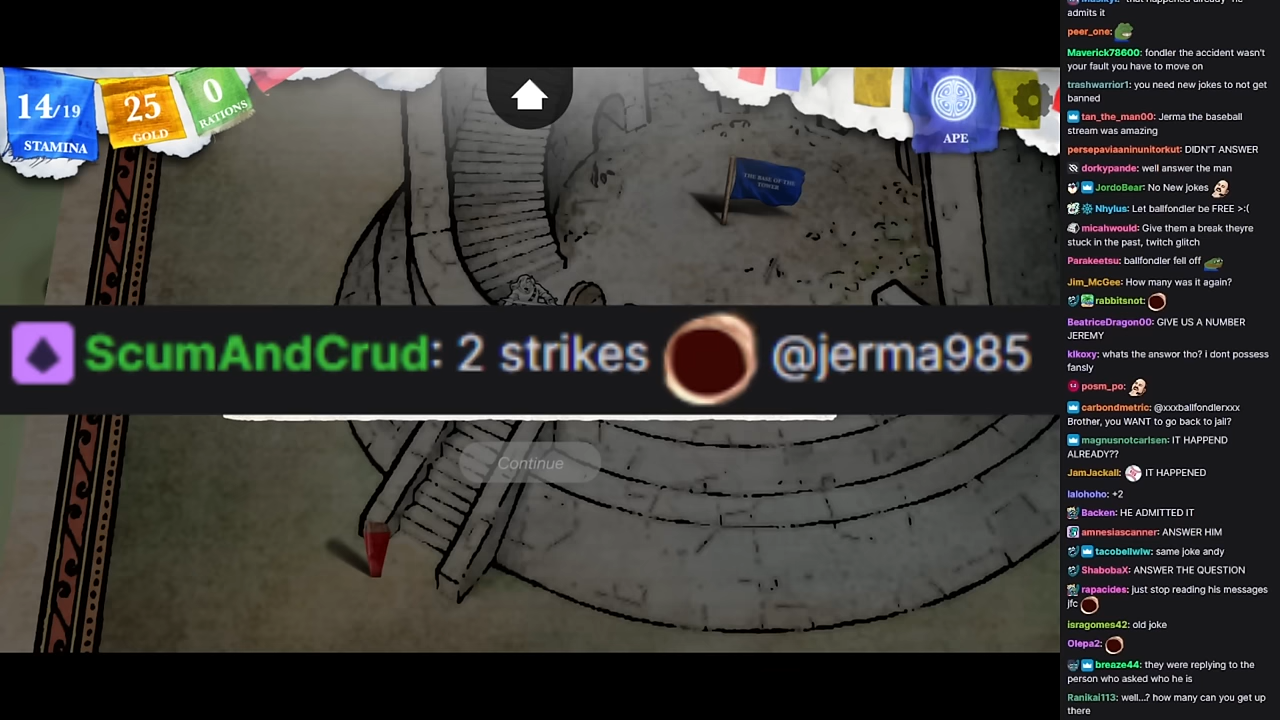 14/19
STAMINA
25
GOLD
0
RATIONS
APE
THE BASE OF THE
TOWER
ScumAndCrud: 2 strikes @jerma985
Continue
admits it
peer_one:
Maverick78600: fondler the accident wasn't
your fault you have to move on
trashwarrior1: you need new jokes to not get
banned
tan_the_man00: Jerma the baseball
stream was amazing
persepaviaaninunitorkut: DIDN'T ANSWER
dorkypande: well answer the man
JordoBear: No New jokes
Nhylus: Let ballfondler be FREE >:(
micahwould: Give them a break theyre
stuck in the past, twitch glitch
Parakeetsu: ballfondler fell off
Jim_McGee: How many was it again?
rabbitsnot:
BeatriceDragon00: GIVE US A NUMBER
JEREMY
klkoxy: whats the answor tho? i dont possess
fansly
posm_po:
carbondmetric: @xxxballfondlerxxx
Brother, you WANT to go back to jail?
magnusnotcarlsen: IT HAPPEND
ALREADY??
JamJackall: IT HAPPENED
lalohoho: +2
Backen: HE ADMITTED IT
amnesiascanner: ANSWER HIM
tacobellwlw: same joke andy
ShabobaX: ANSWER THE QUESTION
rapacides: just stop reading his messages
jfc
isragomes42: old joke
Olepa2:
breaze44: they were replying to the
person who asked who he is
Ranikai113: well...? how many can you get up
there